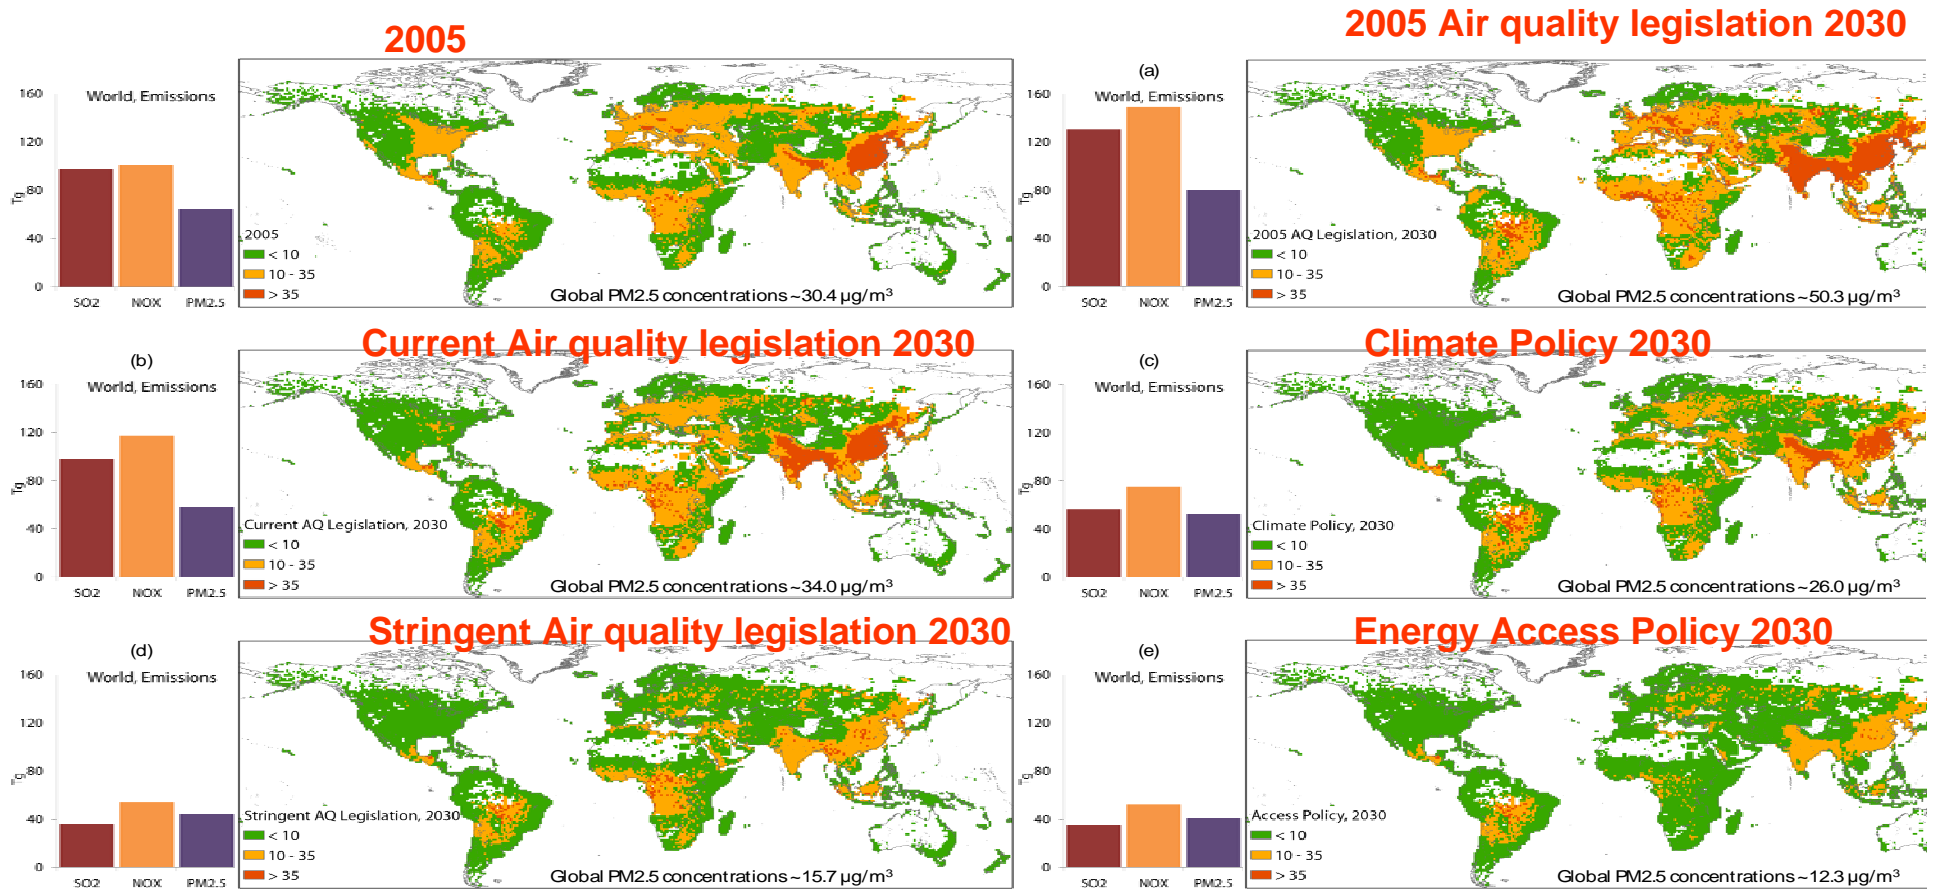 2005
World, Emissions
160
120
80
40
0
Tg
SO2 NOX PM2.5
2005
< 10
10 - 35
> 35
Global PM2.5 concentrations ~30.4 µg/m³
2005 Air quality legislation 2030
(a)
World, Emissions
160
120
80
40
0
Tg
SO2 NOX PM2.5
2005 AQ Legislation, 2030
< 10
10 - 35
> 35
Global PM2.5 concentrations ~50.3 µg/m³
Current Air quality legislation 2030
(b)
World, Emissions
160
120
80
40
0
Tg
SO2 NOX PM2.5
Current AQ Legislation, 2030
< 10
10 - 35
> 35
Global PM2.5 concentrations ~34.0 µg/m³
Climate Policy 2030
(c)
World, Emissions
160
120
80
40
0
Tg
SO2 NOX PM2.5
Climate Policy, 2030
< 10
10 - 35
> 35
Global PM2.5 concentrations ~26.0 µg/m³
Stringent Air quality legislation 2030
(d)
World, Emissions
160
120
80
40
0
Tg
SO2 NOX PM2.5
Stringent AQ Legislation, 2030
< 10
10 - 35
> 35
Global PM2.5 concentrations ~15.7 µg/m³
Energy Access Policy 2030
(e)
World, Emissions
160
120
80
40
0
Tg
SO2 NOX PM2.5
Access Policy, 2030
< 10
10 - 35
> 35
Global PM2.5 concentrations ~12.3 µg/m³